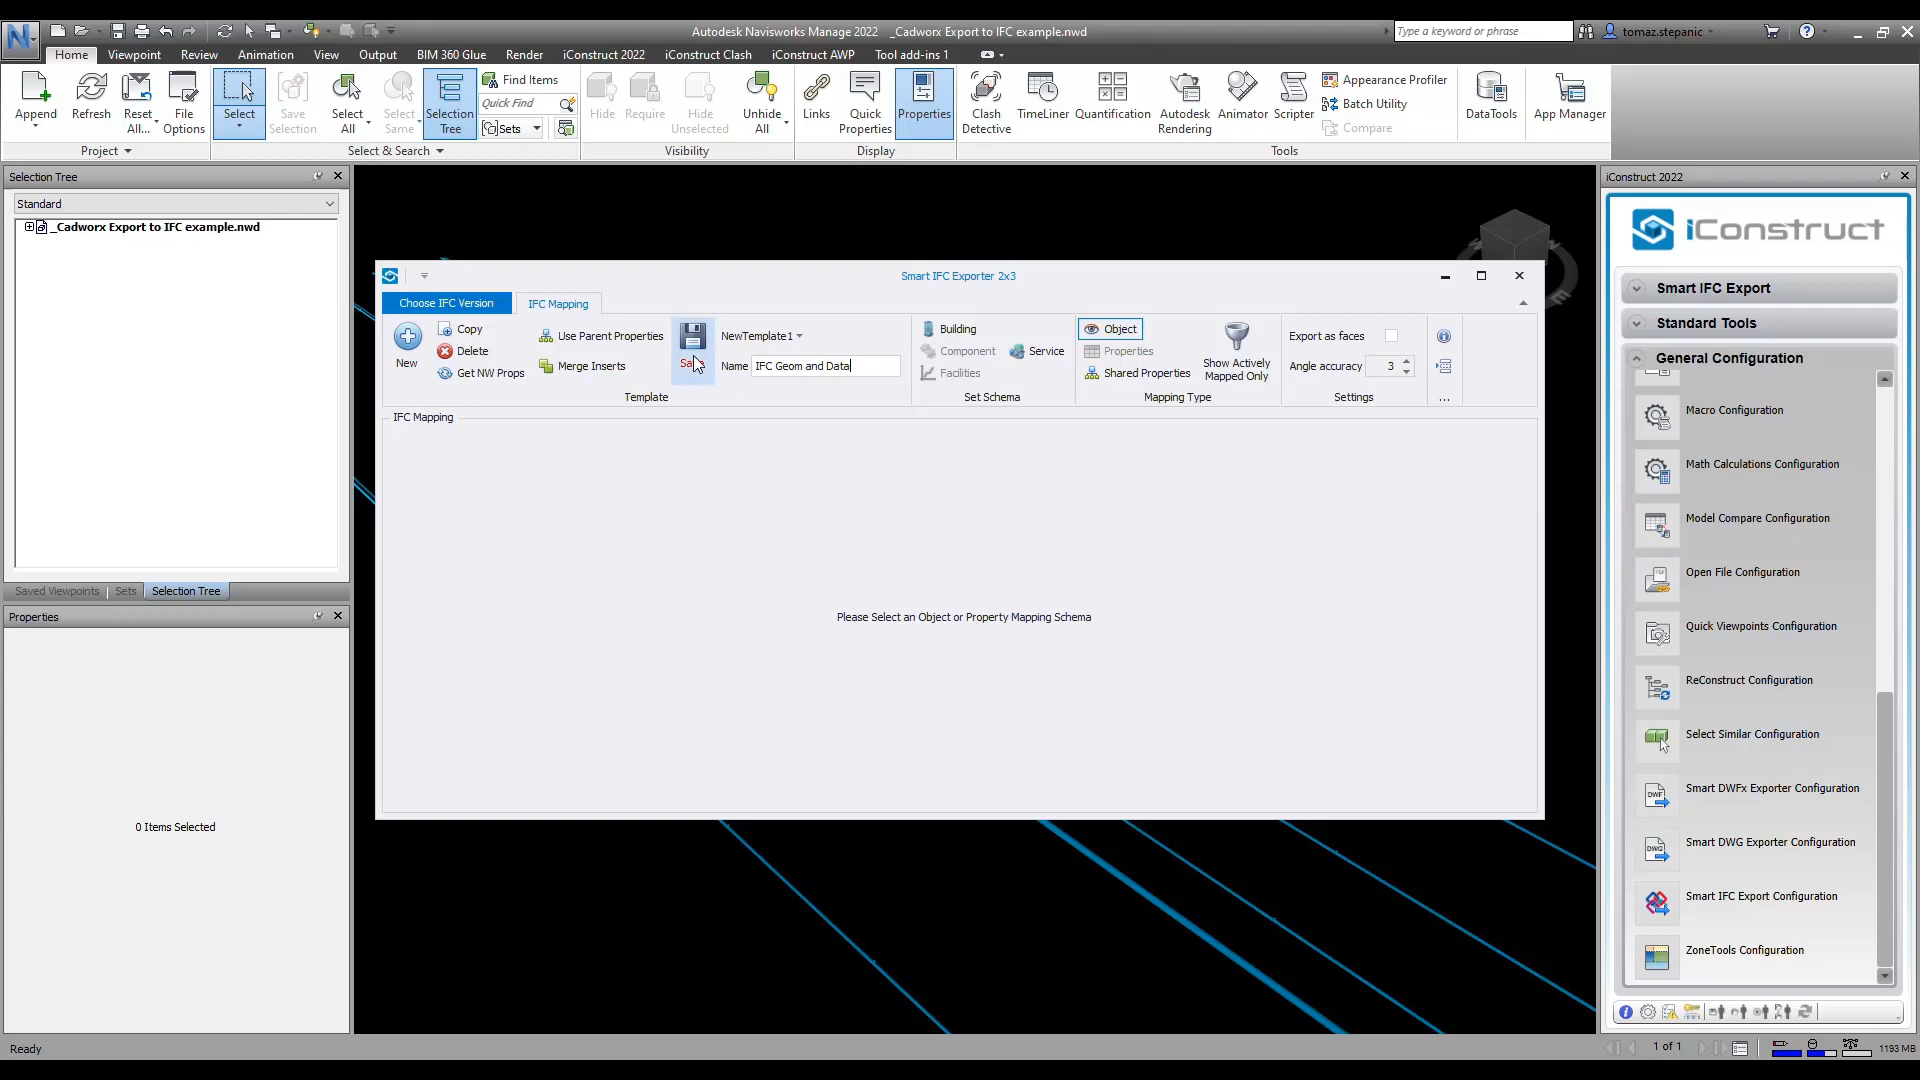 Autodesk Navisworks Manage 2022 _Cadworx Export to IFC example.nwd
Type a keyword or phrase
tomaz.stepanic
Home Viewpoint Review Animation View Output BIM 360 Glue Render iConstruct 2022 iConstruct Clash iConstruct AWP Tool add-ins 1
Append
Refresh
Reset
All...
File
Options
Project
Select
Save
Selection
Select
All
Select
Same
Selection
Tree
Find Items
Quick Find
Sets
Select & Search
Hide
Require
Hide
Unselected
Unhide
All
Visibility
Links
Quick
Properties
Properties
Display
Clash
Detective
TimeLiner
Quantification
Autodesk
Rendering
Animator
Scripter
Appearance Profiler
Batch Utility
Compare
Tools
DataTools
App Manager
Selection Tree
Standard
_Cadworx Export to IFC example.nwd
Saved Viewpoints Sets Selection Tree
Properties
0 Items Selected
Smart IFC Exporter 2x3
Choose IFC Version IFC Mapping
New
Copy
Delete
Get NW Props
Use Parent Properties
Merge Inserts
NewTemplate1
Name IFC Geom and Data
Template
Building
Component
Service
Facilities
Set Schema
Object
Properties
Shared Properties
Show Actively
Mapped Only
Mapping Type
Export as faces
Angle accuracy 3
Settings
...
IFC Mapping
Please Select an Object or Property Mapping Schema
iConstruct 2022
iConstruct
Smart IFC Export
Standard Tools
General Configuration
Macro Configuration
Math Calculations Configuration
Model Compare Configuration
Open File Configuration
Quick Viewpoints Configuration
ReConstruct Configuration
Select Similar Configuration
DWF
Smart DWFx Exporter Configuration
DWG
Smart DWG Exporter Configuration
Smart IFC Export Configuration
ZoneTools Configuration
Ready
1 of 1
1193 MB